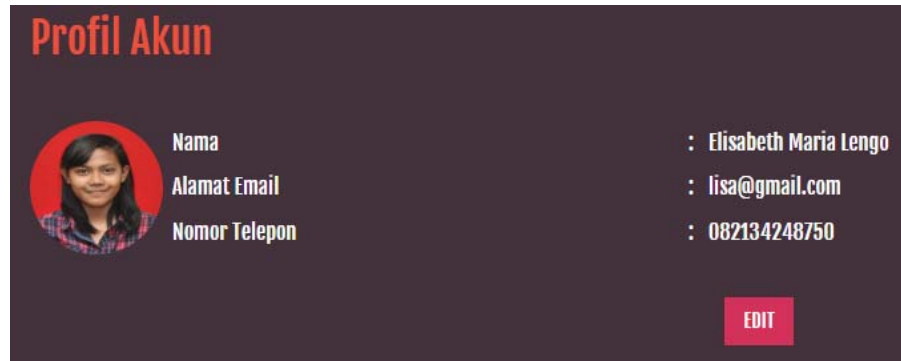 Profil Akun
Nama : Elisabeth Maria Lengo
Alamat Email : lisa@gmail.com
Nomor Telepon : 082134248750
EDIT